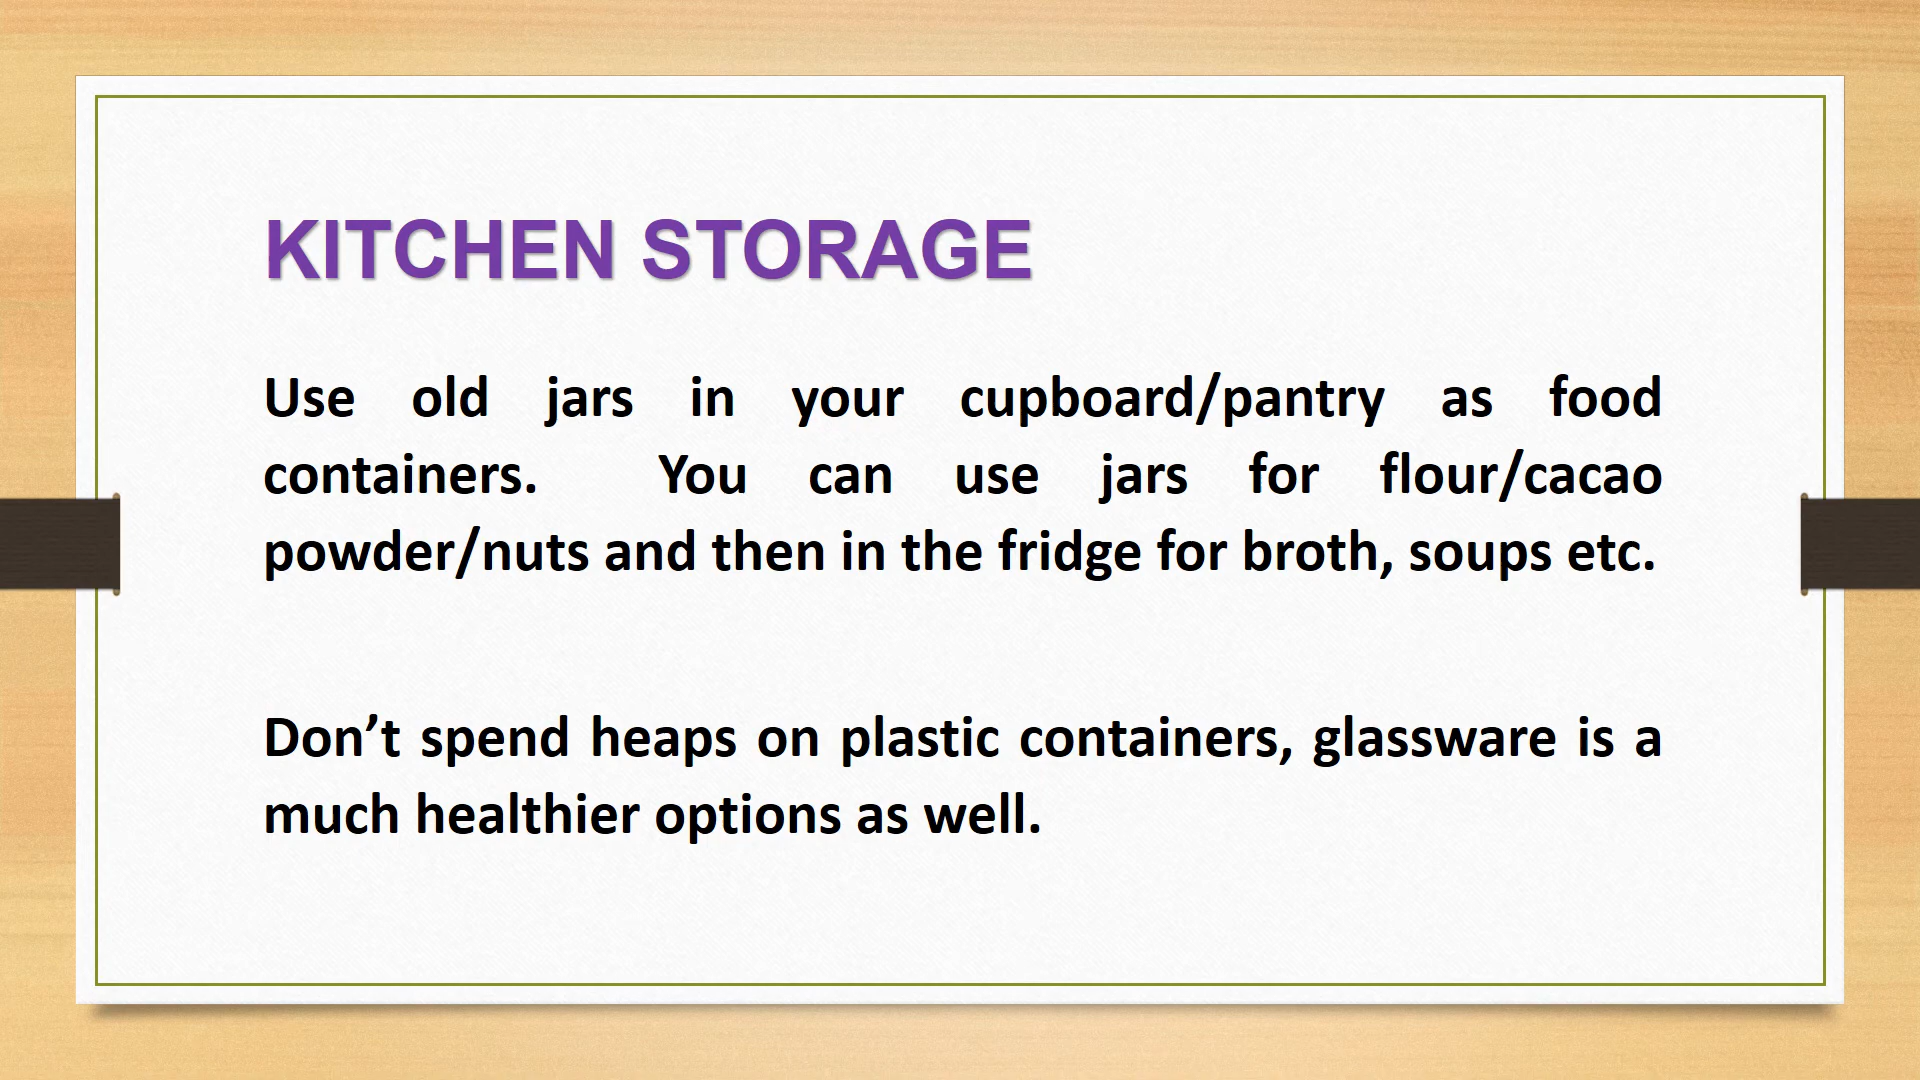 KITCHEN STORAGE
Use old jars in your cupboard/pantry as food
containers. You can use jars for flour/cacao
powder/nuts and then in the fridge for broth, soups etc.
Don’t spend heaps on plastic containers, glassware is a
much healthier options as well.